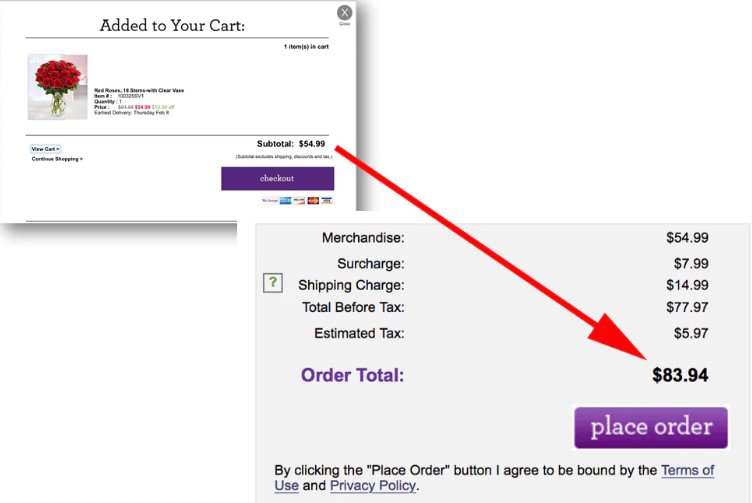 X
Close
Added to Your Cart:
1 item(s) in cart
Red Roses, 18 Stems-with Clear Vase
Item # : 100325SV1
Quantity : 1
Price : $64.99 $54.99 $10.00 off
Earliest Delivery: Thursday Feb 6
Subtotal: $54.99
(Subtotal excludes shipping, discounts and tax.)
View Cart >
Continue Shopping >
checkout
We Accept
Merchandise: $54.99
Surcharge: $7.99
? Shipping Charge: $14.99
Total Before Tax: $77.97
Estimated Tax: $5.97
Order Total: $83.94
place order
By clicking the "Place Order" button I agree to be bound by the Terms of
Use and Privacy Policy.